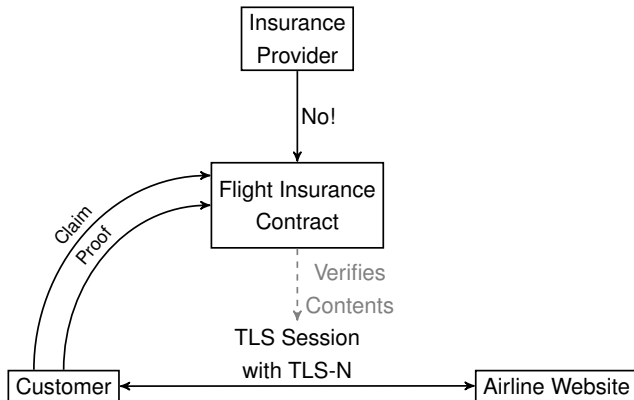 Insurance
Provider
No!
Flight Insurance
Contract
Claim
Proof
Verifies
Contents
TLS Session
with TLS-N
Customer
Airline Website